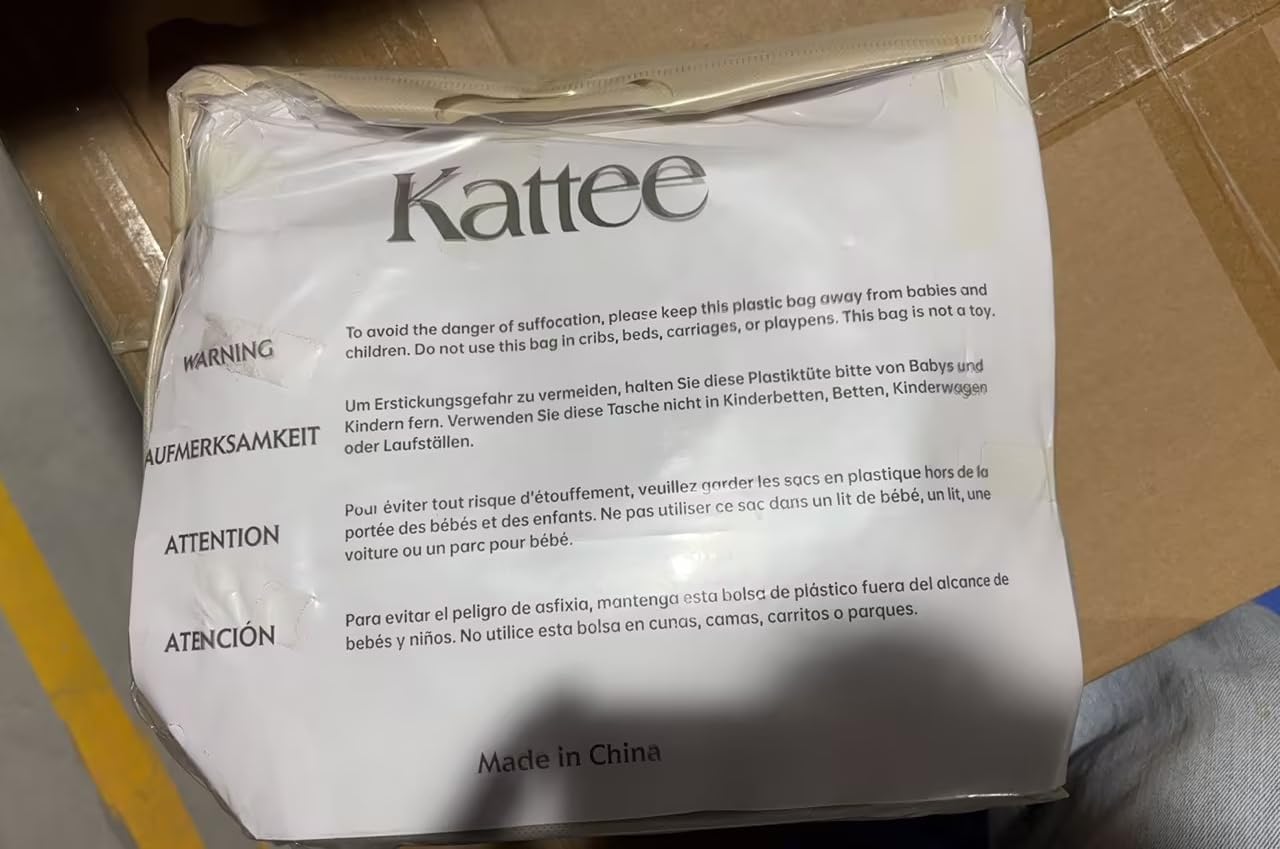 Kattee
WARNING
To avoid the danger of suffocation, please keep this plastic bag away from babies and
children. Do not use this bag in cribs, beds, carriages, or playpens. This bag is not a toy.
AUFMERKSAMKEIT
Um Erstickungsgefahr zu vermeiden, halten Sie diese Plastiktüte bitte von Babys und
Kindern fern. Verwenden Sie diese Tasche nicht in Kinderbetten, Betten, Kinderwagen
oder Laufställen.
ATTENTION
Pour éviter tout risque d'étouffement, veuillez garder les sacs en plastique hors de la
portée des bébés et des enfants. Ne pas utiliser ce sac dans un lit de bébé, un lit, une
voiture ou un parc pour bébé.
ATENCIÓN
Para evitar el peligro de asfixia, mantenga esta bolsa de plástico fuera del alcance de
bebés y niños. No utilice esta bolsa en cunas, camas, carritos o parques.
Made in China